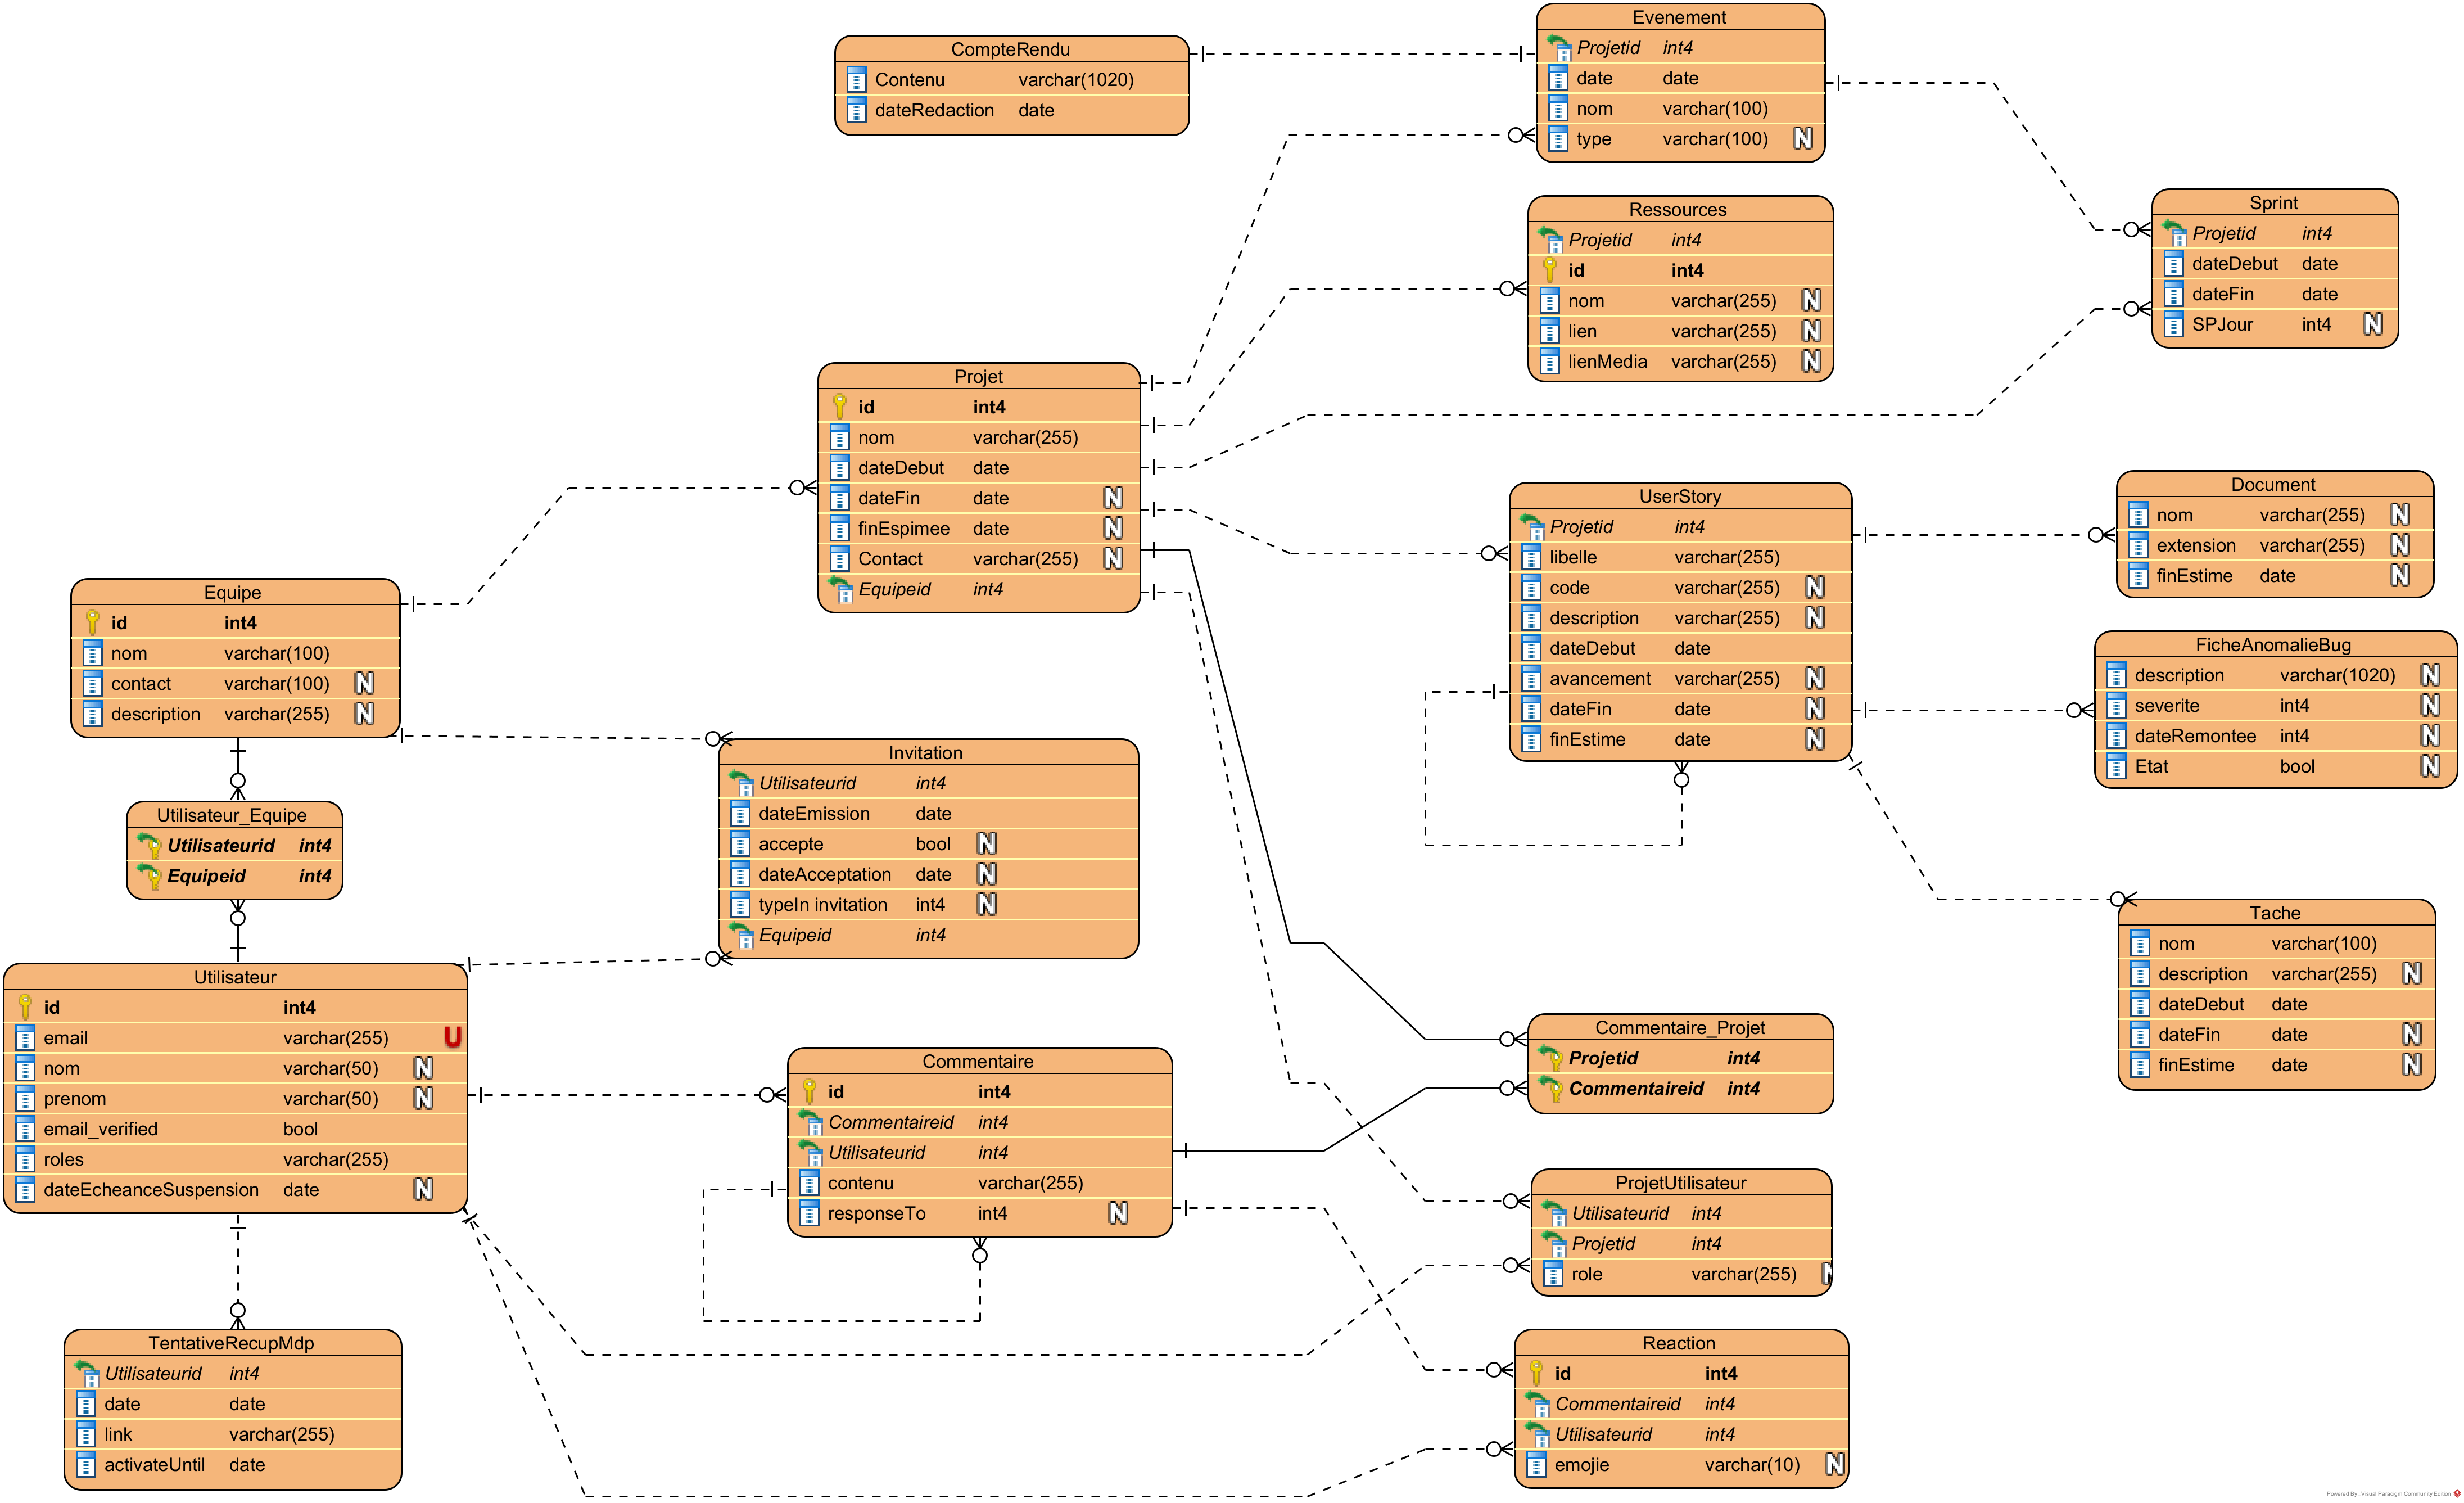 CompteRendu
Contenu varchar(1020)
dateRedaction date
Evenement
Projetid int4
date date
nom varchar(100)
type varchar(100) N
Ressources
Projetid int4
id int4
nom varchar(255) N
lien varchar(255) N
lienMedia varchar(255) N
Sprint
Projetid int4
dateDebut date
dateFin date
SPJour int4 N
Projet
id int4
nom varchar(255)
dateDebut date
dateFin date N
finEspimee date N
Contact varchar(255) N
Equipeid int4
UserStory
Projetid int4
libelle varchar(255)
code varchar(255) N
description varchar(255) N
dateDebut date
avancement varchar(255) N
dateFin date N
finEstime date N
Document
nom varchar(255) N
extension varchar(255) N
finEstime date N
FicheAnomalieBug
description varchar(1020) N
severite int4 N
dateRemontee int4 N
Etat bool N
Equipe
id int4
nom varchar(100)
contact varchar(100) N
description varchar(255) N
Invitation
Utilisateurid int4
dateEmission date
accepte bool N
dateAcceptation date N
typeIn invitation int4 N
Equipeid int4
Utilisateur_Equipe
Utilisateurid int4
Equipeid int4
Tache
nom varchar(100)
description varchar(255) N
dateDebut date
dateFin date N
finEstime date N
Utilisateur
id int4
email varchar(255) U
nom varchar(50) N
prenom varchar(50) N
email_verified bool
roles varchar(255)
dateEcheanceSuspension date N
Commentaire
id int4
Commentaireid int4
Utilisateurid int4
contenu varchar(255)
responseTo int4 N
Commentaire_Projet
Projetid int4
Commentaireid int4
ProjetUtilisateur
Utilisateurid int4
Projetid int4
role varchar(255) N
TentativeRecupMdp
Utilisateurid int4
date date
link varchar(255)
activateUntil date
Reaction
id int4
Commentaireid int4
Utilisateurid int4
emojie varchar(10) N
Powered By: Visual Paradigm Community Edition